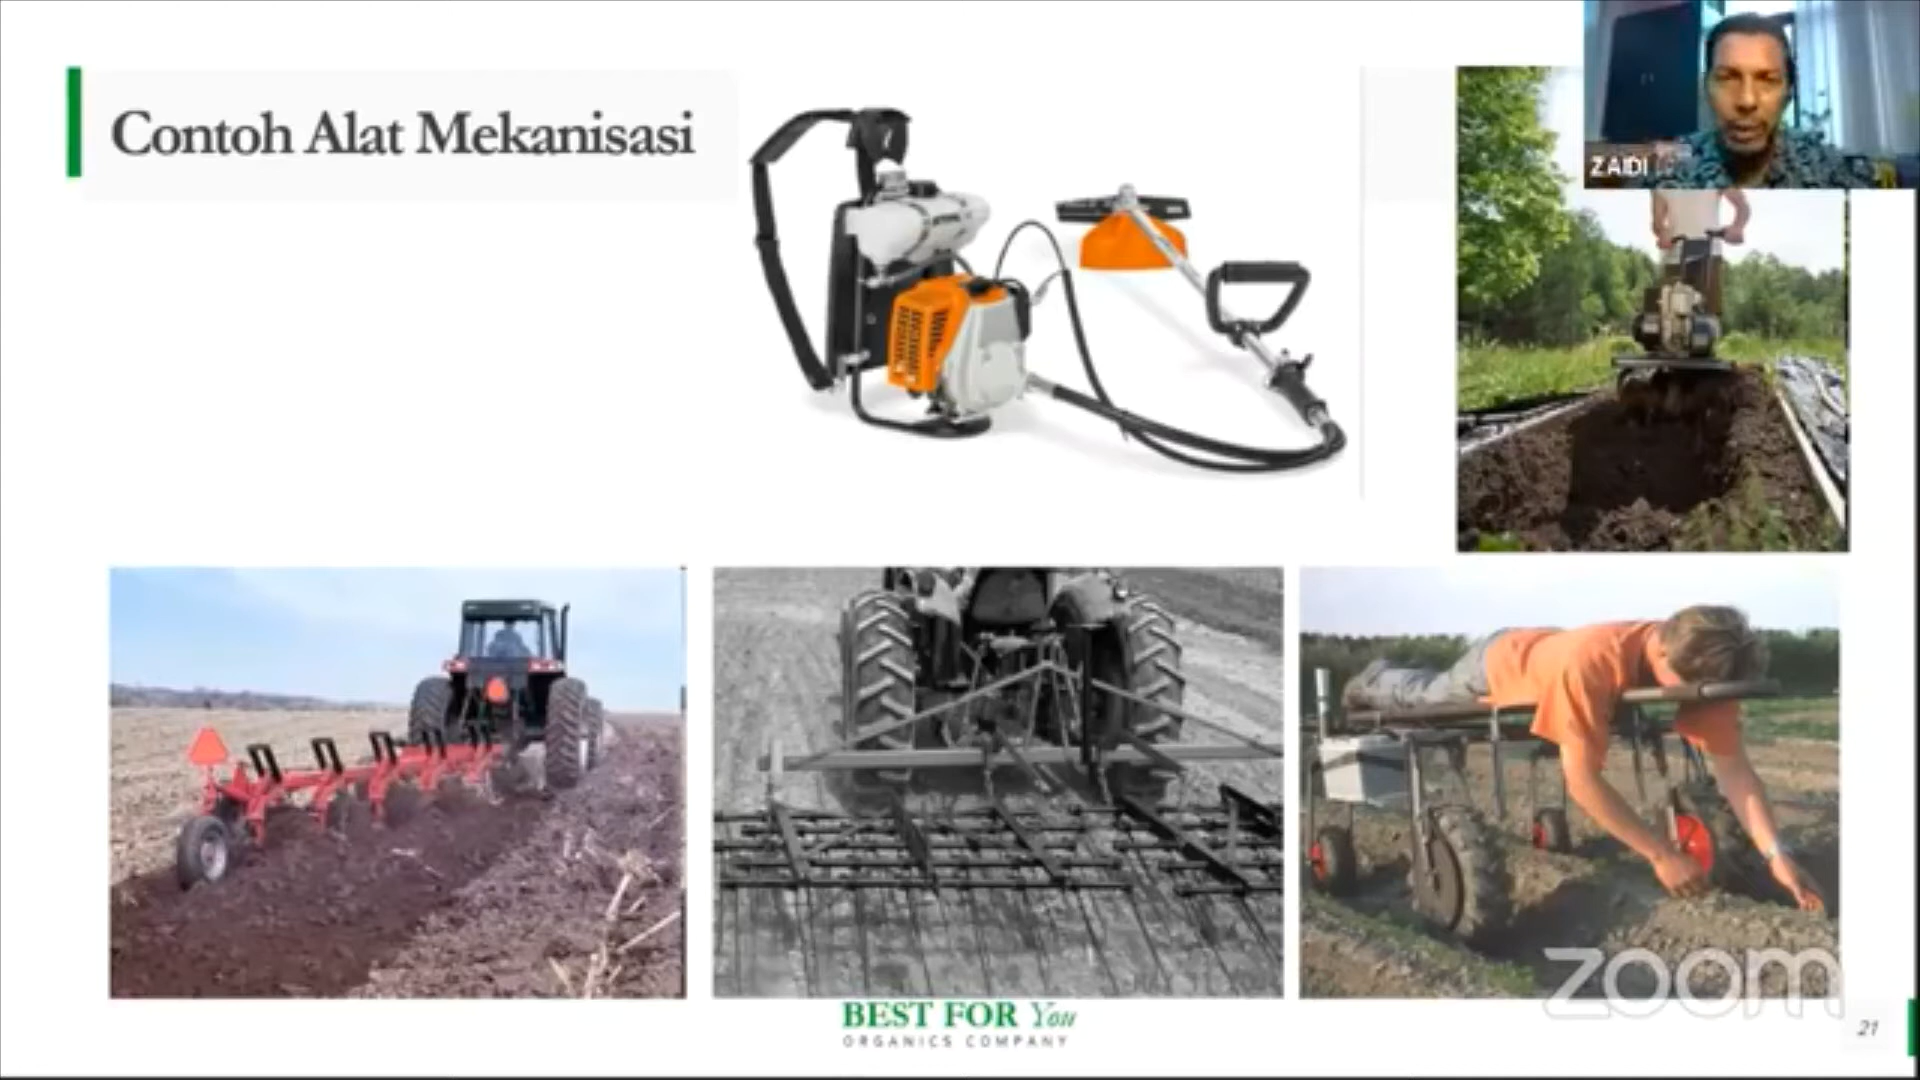 Contoh Alat Mekanisasi
ZAIDI
zoom
BEST FOR You
ORGANICS COMPANY
21